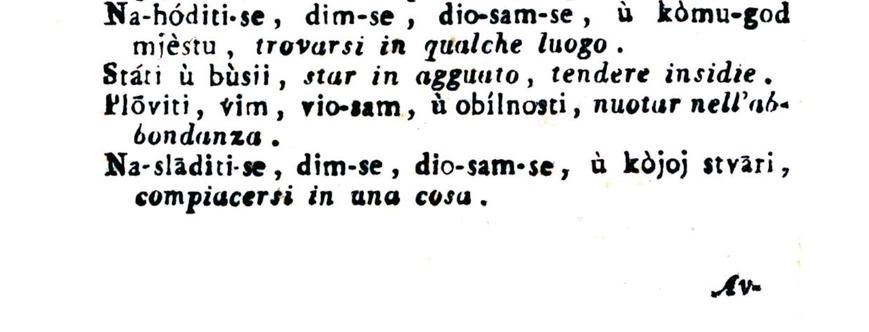 Na-hóditi-se, dim-se, dio-sam-se, ù kòmu-god
mjèstu, trovarsi in qualche luogo.
Státi ù bùsii, star in agguato, tendere insidie.
Plōviti, vim, vio-sam, ù obílnosti, nuotar nell'ab-
bondanza.
Na-slāditi-se, dim-se, dio-sam-se, ù kòjoj stvāri,
compiacersi in una cosa.
Av-